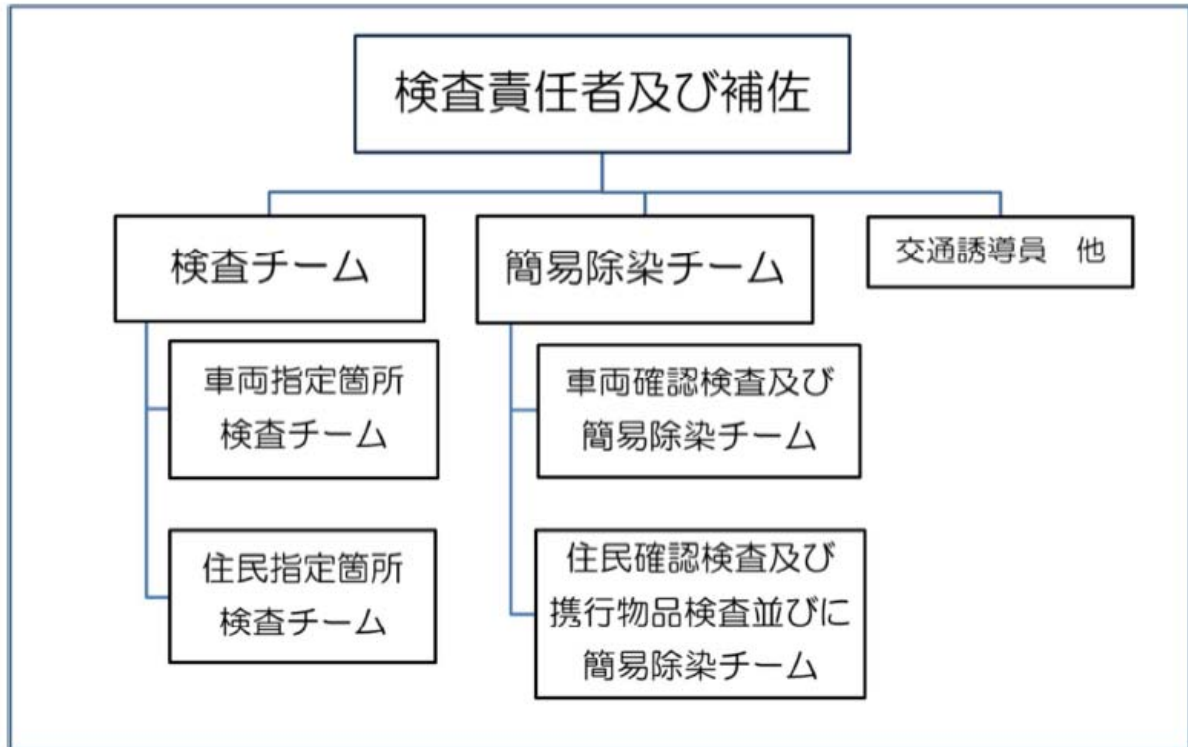 検査責任者及び補佐
検査チーム
簡易除染チーム
交通誘導員　他
車両指定箇所
検査チーム
車両確認検査及び
簡易除染チーム
住民指定箇所
検査チーム
住民確認検査及び
携行物品検査並びに
簡易除染チーム